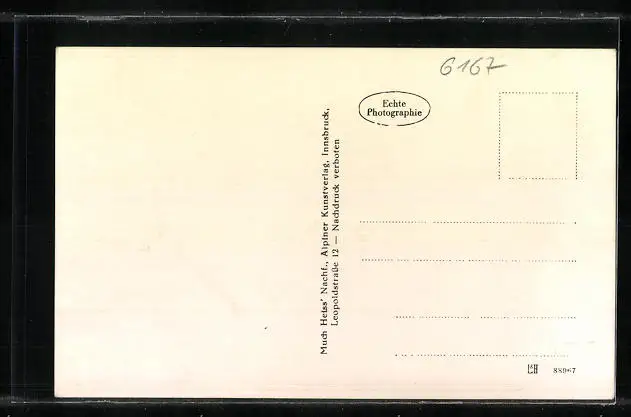 6167
Echte
Photographie
Much Heiss' Nachf., Alpiner Kunstverlag, Innsbruck,
Leopoldstraße 12 — Nachdruck verboten
88967